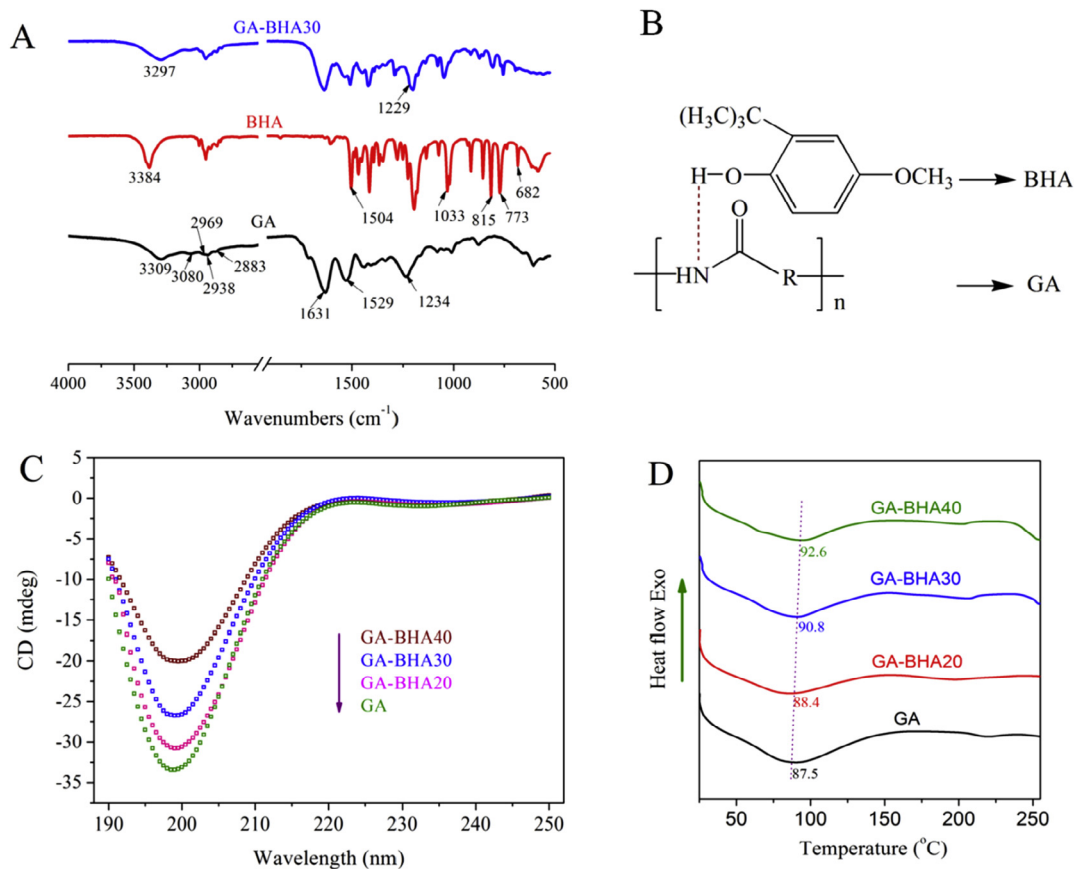 A
GA-BHA30
3297
1229
BHA
3384
1504
1033
815
773
682
GA
2969
3309
3080
2938
2883
1631
1529
1234
4000
3500
3000
1500
1000
500
Wavenumbers (cm⁻¹)
B
(H₃C)₃C
H—O
OCH₃
BHA
O
HN
R
n
GA
C
5
0
-5
-10
-15
-20
-25
-30
-35
CD (mdeg)
GA-BHA40
GA-BHA30
GA-BHA20
GA
190
200
210
220
230
240
250
Wavelength (nm)
D
Heat flow Exo
GA-BHA40
92.6
GA-BHA30
90.8
GA-BHA20
88.4
GA
87.5
50
100
150
200
250
Temperature (°C)